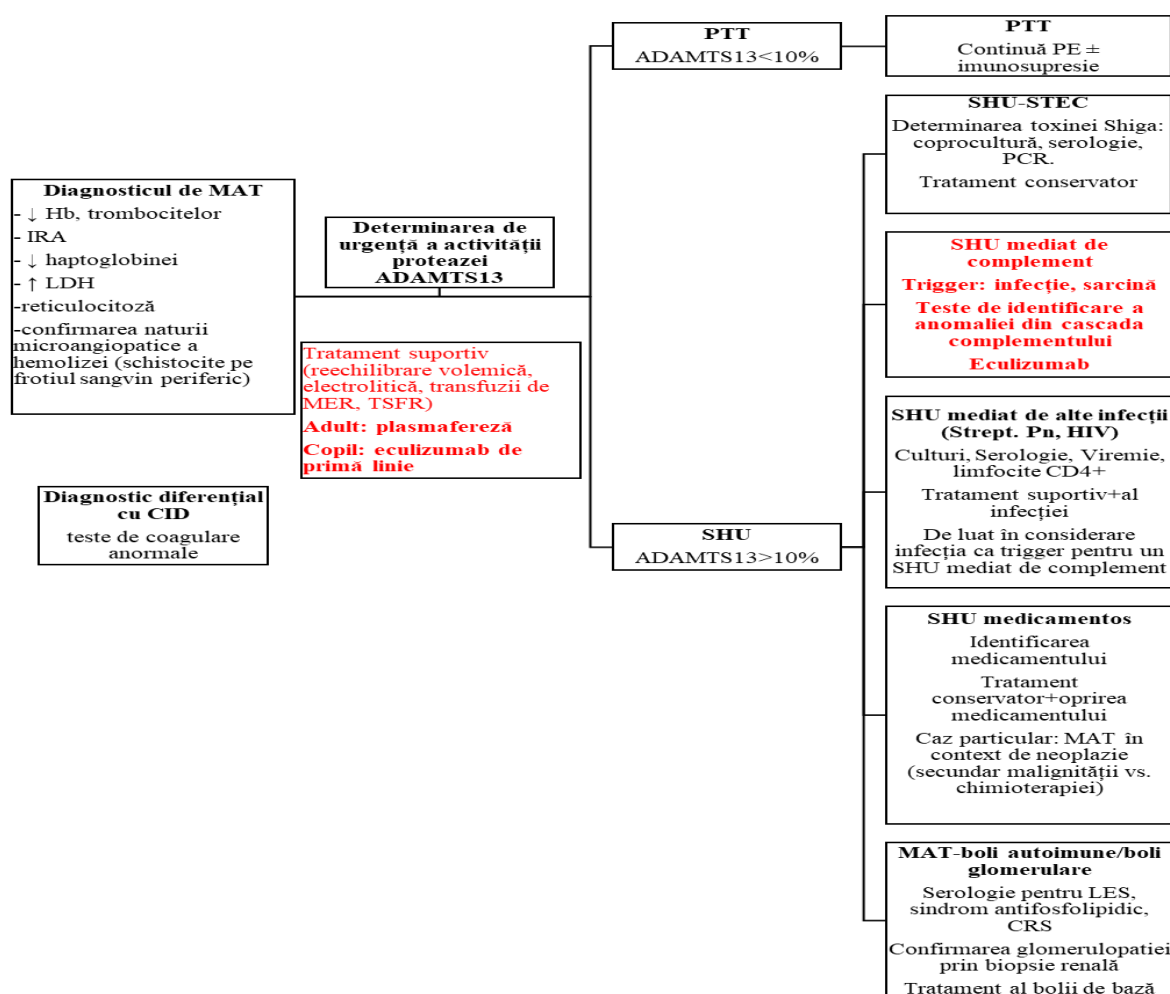 Diagnosticul de MAT
- ↓ Hb, trombocitelor
- IRA
- ↓ haptoglobinei
- ↑ LDH
-reticulocitoză
-confirmarea naturii
microangiopatice a
hemolizei (schistocite pe
frotiul sangvin periferic)
Diagnostic diferențial
cu CID
teste de coagulare
anormale
Determinarea de
urgență a activității
proteazei
ADAMTS13
Tratament suportiv
(reechilibrare volemică,
electrolitică, transfuzii de
MER, TSFR)
Adult: plasmafereză
Copil: eculizumab de
primă linie
PTT
ADAMTS13<10%
PTT
Continuă PE ±
imunosupresie
SHU
ADAMTS13>10%
SHU-STEC
Determinarea toxinei Shiga:
coprocultură, serologie,
PCR.
Tratament conservator
SHU mediat de
complement
Trigger: infecție, sarcină
Teste de identificare a
anomaliei din cascada
complementului
Eculizumab
SHU mediat de alte infecții
(Strept. Pn, HIV)
Culturi, Serologie, Viremie,
limfocite CD4+
Tratament suportiv+al
infecției
De luat în considerare
infecția ca trigger pentru un
SHU mediat de complement
SHU medicamentos
Identificarea
medicamentului
Tratament
conservator+oprirea
medicamentului
Caz particular: MAT în
context de neoplazie
(secundar malignității vs.
chimioterapiei)
MAT-boli autoimune/boli
glomerulare
Serologie pentru LES,
sindrom antifosfolipidic,
CRS
Confirmarea glomerulopatiei
prin biopsie renală
Tratament al bolii de bază